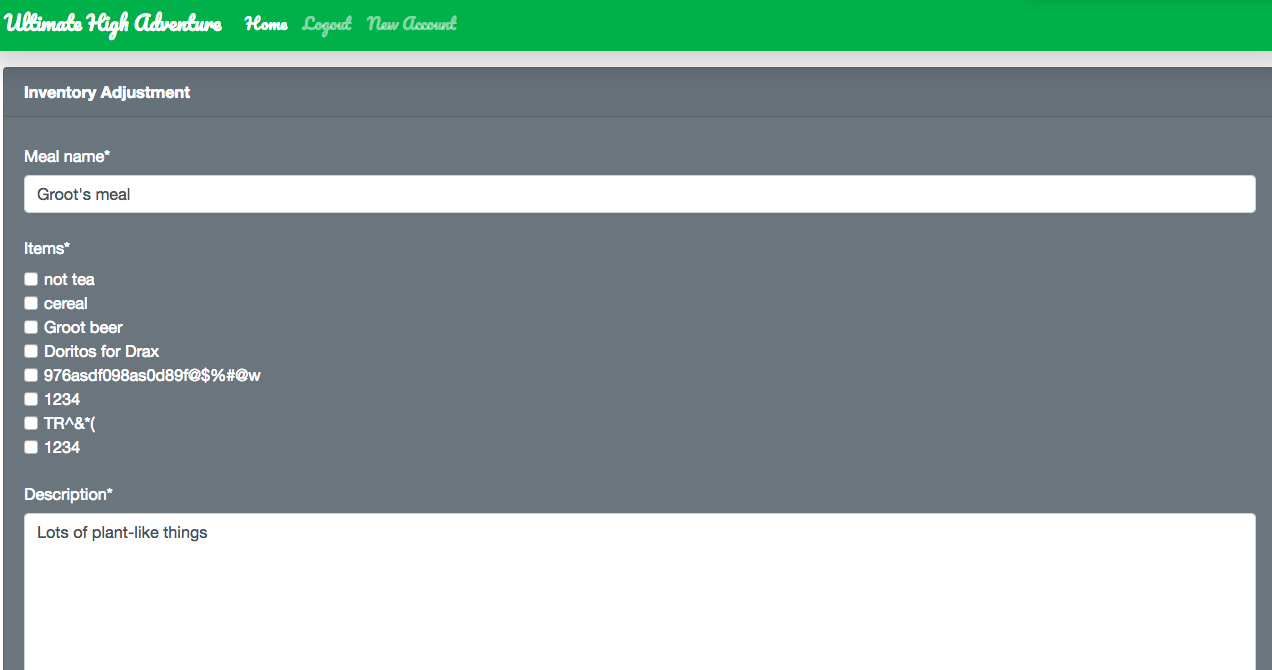 Ultimate High Adventure Home Logout New Account
Inventory Adjustment
Meal name*
Groot's meal
Items*
not tea
cereal
Groot beer
Doritos for Drax
976asdf098as0d89f@$%#@w
1234
TR^&*(
1234
Description*
Lots of plant-like things